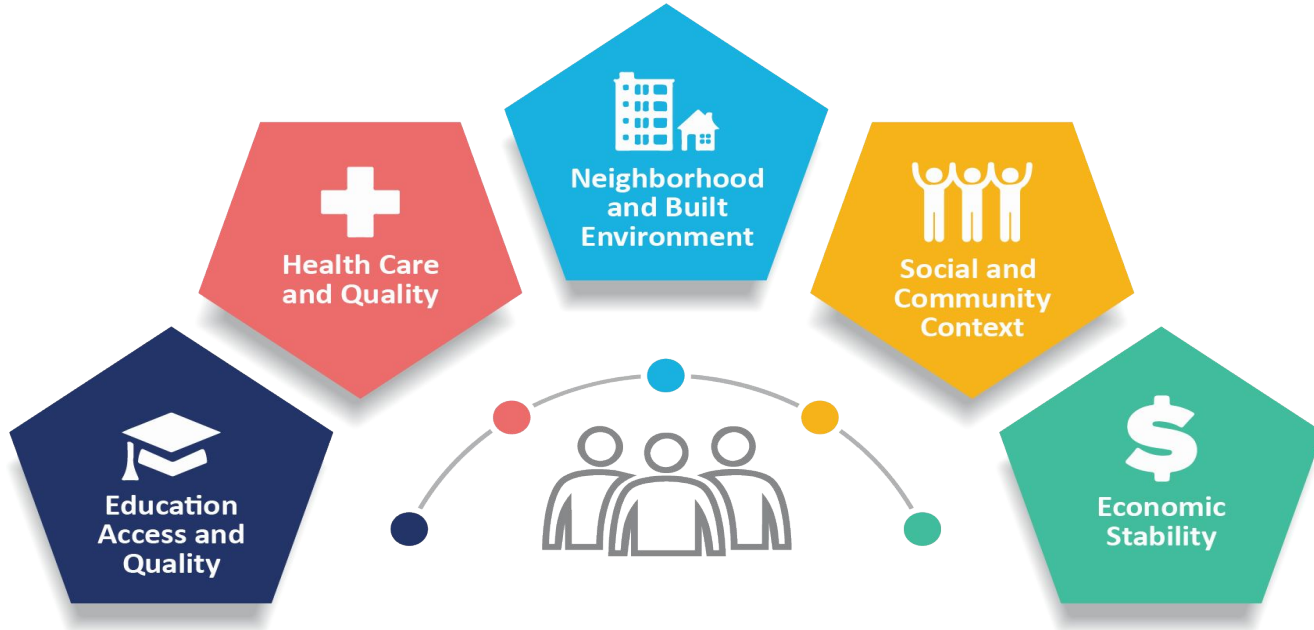 Education
Access and
Quality
Health Care
and Quality
Neighborhood
and Built
Environment
Social and
Community
Context
$
Economic
Stability